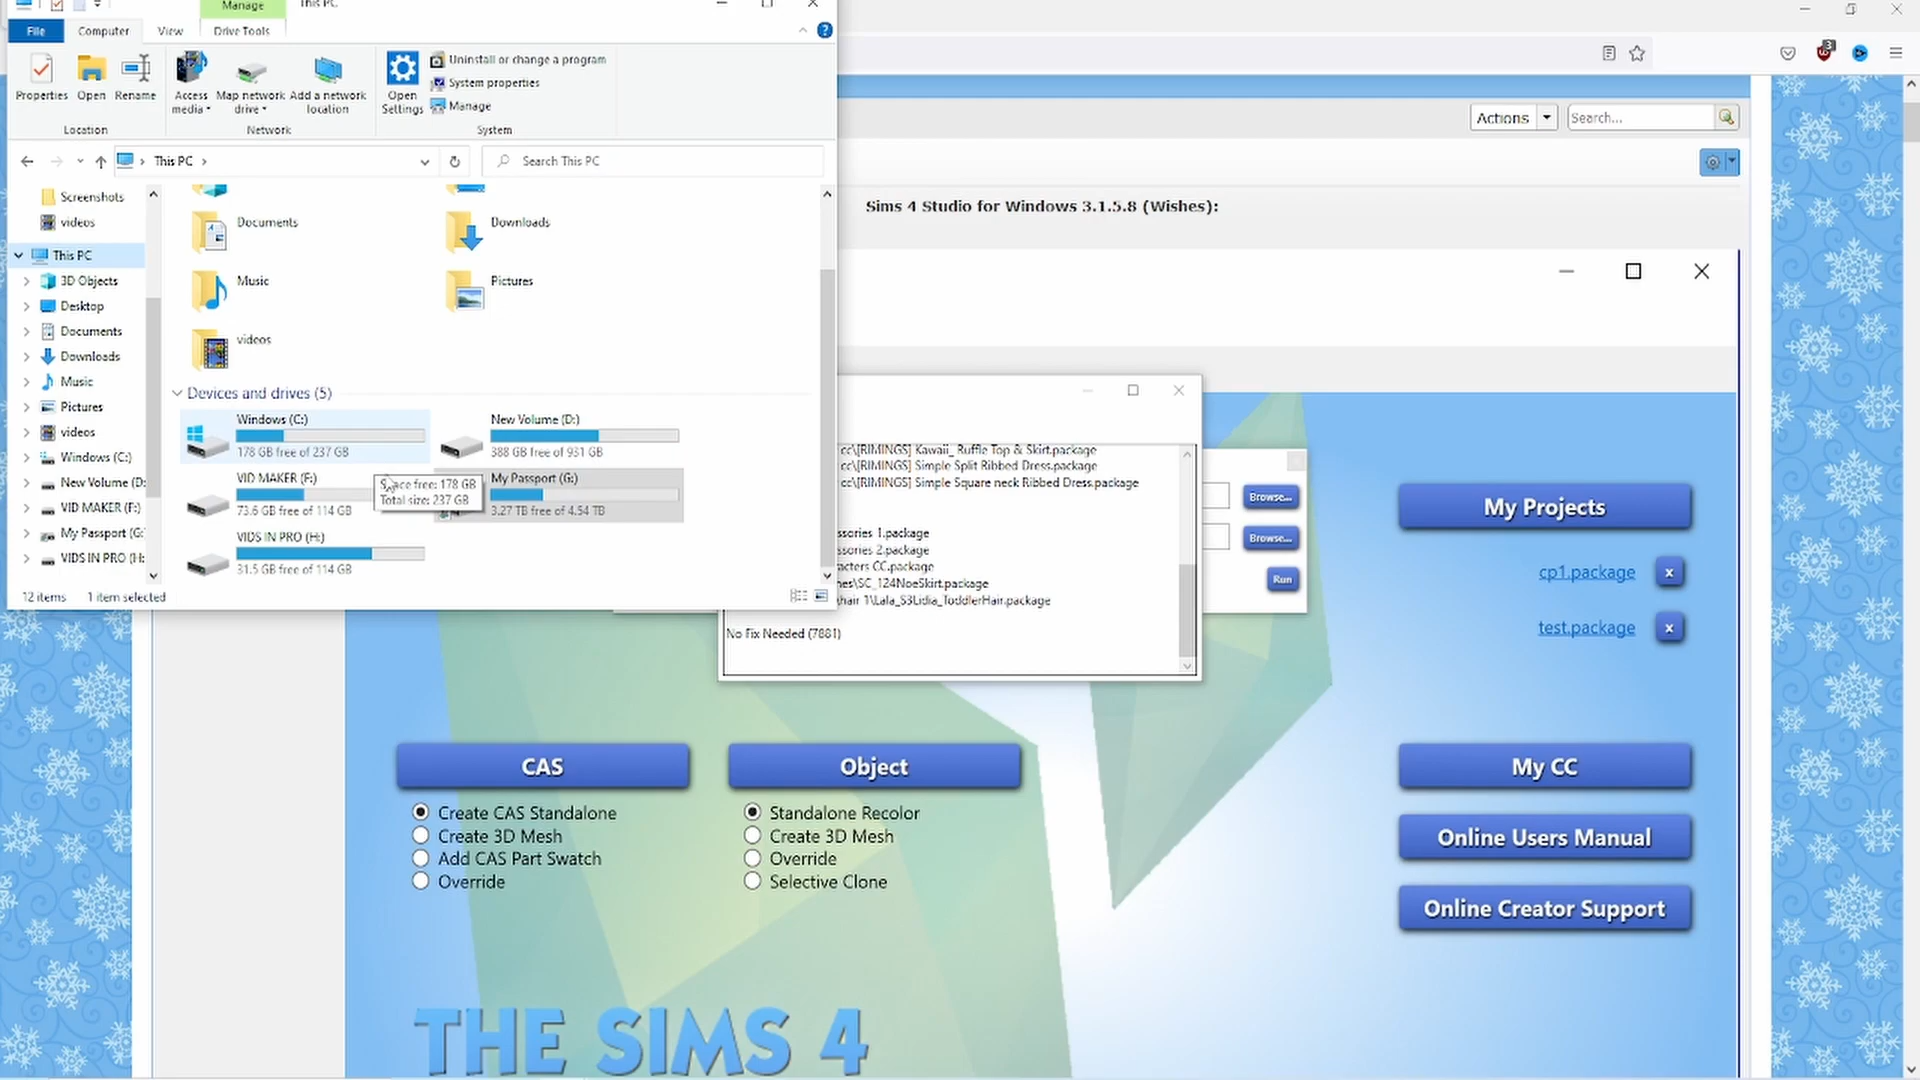 Manage
This PC
File
Computer
View
Drive Tools
Properties
Open
Rename
Access media
Map network drive
Add a network location
Open Settings
Uninstall or change a program
System properties
Manage
Location
Network
System
This PC
Search This PC
Screenshots
videos
This PC
3D Objects
Desktop
Documents
Downloads
Music
Pictures
videos
Windows (C:)
New Volume (D:
VID MAKER (F:)
My Passport (G:
VIDS IN PRO (H:
Documents
Downloads
Music
Pictures
videos
Devices and drives (5)
Windows (C:)
178 GB free of 237 GB
New Volume (D:)
388 GB free of 931 GB
VID MAKER (F:)
73.6 GB free of 114 GB
Space free: 178 GB
Total size: 237 GB
My Passport (G:)
3.27 TB free of 4.54 TB
VIDS IN PRO (H:)
31.5 GB free of 114 GB
12 items
1 item selected
3
Actions
Search...
Sims 4 Studio for Windows 3.1.5.8 (Wishes):
cc\[RIMINGS] Kawaii_ Ruffle Top & Skirt.package
cc\[RIMINGS] Simple Split Ribbed Dress.package
cc\[RIMINGS] Simple Square neck Ribbed Dress.package
ssories 1.package
ssories 2.package
acters CC.package
hes\SC_124NoeSkirt.package
hair 1\Lala_S3Lidia_ToddlerHair.package
No Fix Needed (7881)
Browse...
Browse...
Run
My Projects
cp1.package
x
test.package
x
CAS
Create CAS Standalone
Create 3D Mesh
Add CAS Part Swatch
Override
Object
Standalone Recolor
Create 3D Mesh
Override
Selective Clone
My CC
Online Users Manual
Online Creator Support
THE SIMS 4